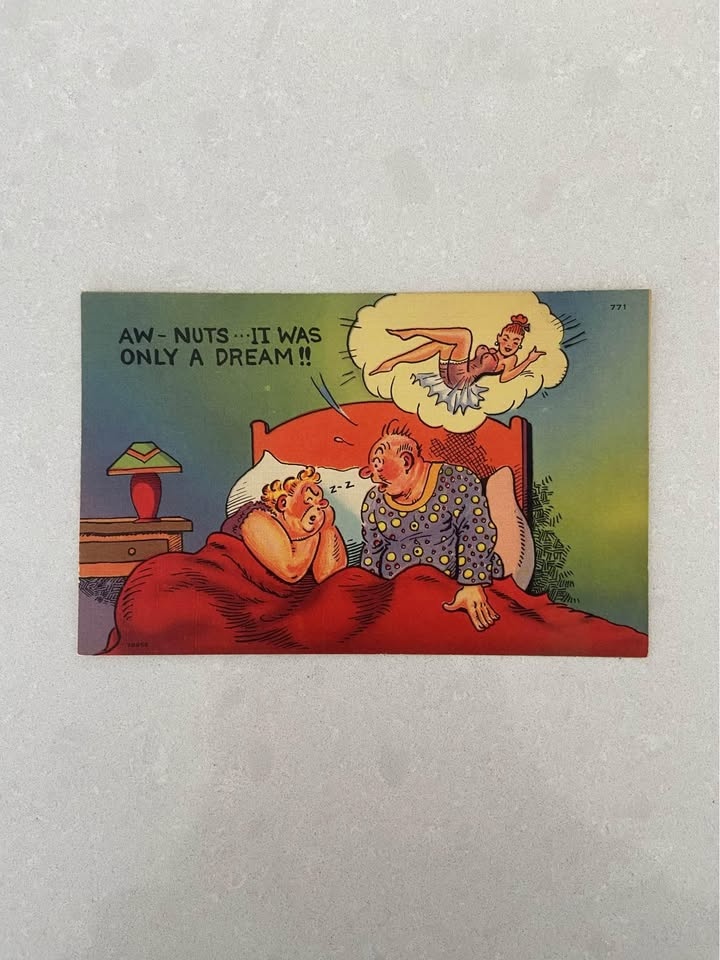 771
AW - NUTS ... IT WAS
ONLY A DREAM!!
Z-Z